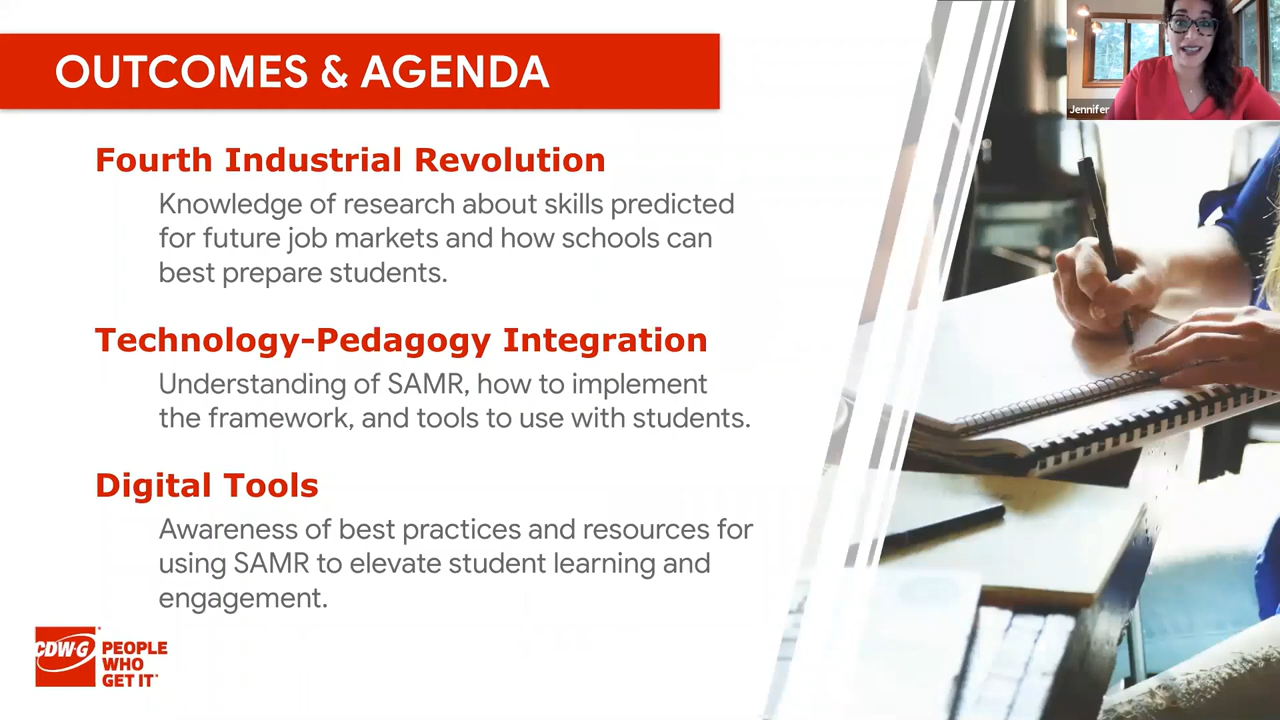 OUTCOMES & AGENDA
Jennifer
Fourth Industrial Revolution
Knowledge of research about skills predicted
for future job markets and how schools can
best prepare students.
Technology-Pedagogy Integration
Understanding of SAMR, how to implement
the framework, and tools to use with students.
Digital Tools
Awareness of best practices and resources for
using SAMR to elevate student learning and
engagement.
CDW·G
PEOPLE
WHO
GET IT